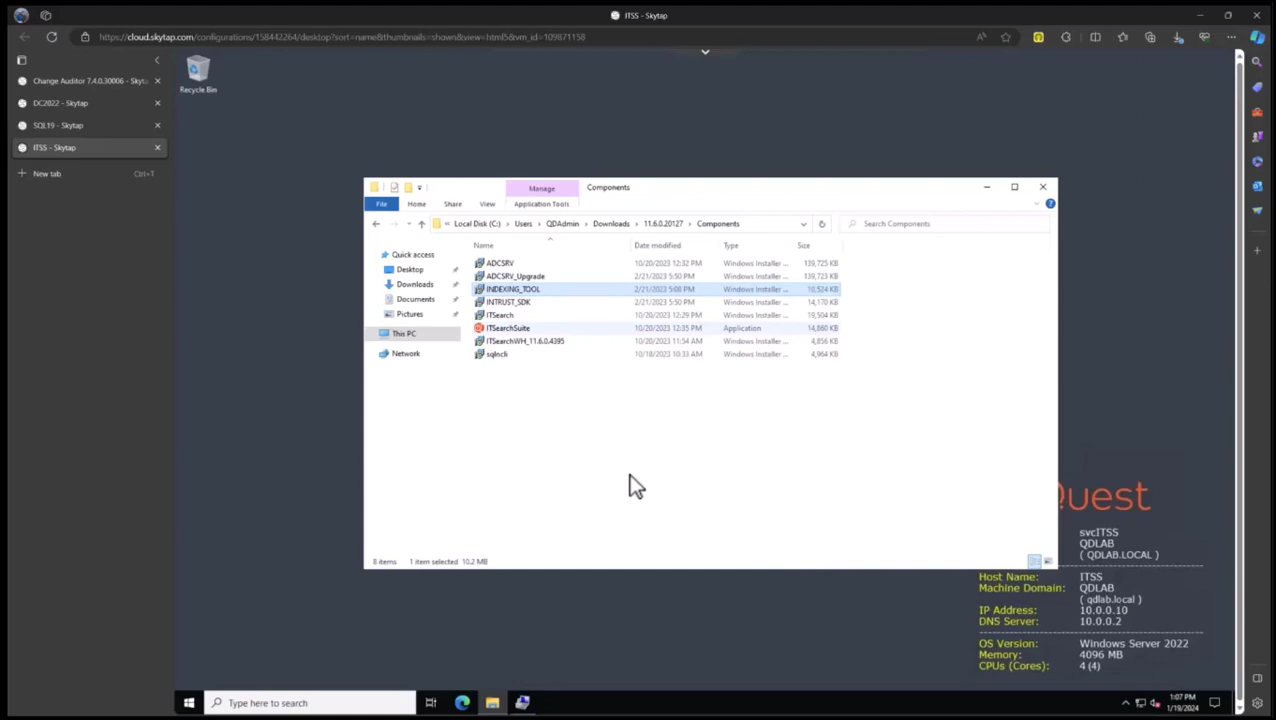 ITSS - Skytap
https://cloud.skytap.com/configurations/158442264/desktop?sort=name&thumbnails=shown&view=html5&vm_id=109871158
Change Auditor 7.4.0.30006 - Skyta
DC2022 - Skytap
SQL19 - Skytap
ITSS - Skytap
New tab Ctrl+T
Recycle Bin
Manage Components
File Home Share View Application Tools
« Local Disk (C:) > Users > QDAdmin > Downloads > 11.6.0.20127 > Components Search Components
Name Date modified Type Size
Quick access
Desktop
Downloads
Documents
Pictures
This PC
Network
ADCSRV 10/20/2023 12:32 PM Windows Installer ... 139,725 KB
ADCSRV_Upgrade 2/21/2023 5:50 PM Windows Installer ... 139,723 KB
INDEXING_TOOL 2/21/2023 5:08 PM Windows Installer ... 10,524 KB
INTRUST_SDK 2/21/2023 5:50 PM Windows Installer ... 14,170 KB
ITSearch 10/20/2023 12:29 PM Windows Installer ... 19,504 KB
ITSearchSuite 10/20/2023 12:35 PM Application 14,860 KB
ITSearchWH_11.6.0.4395 10/20/2023 11:54 AM Windows Installer ... 4,856 KB
sqlncli 10/18/2023 10:33 AM Windows Installer ... 4,964 KB
8 items 1 item selected 10.2 MB
Quest
svcITSS
QDLAB
( QDLAB.LOCAL )
Host Name: ITSS
Machine Domain: QDLAB
( qdlab.local )
IP Address: 10.0.0.10
DNS Server: 10.0.0.2
OS Version: Windows Server 2022
Memory: 4096 MB
CPUs (Cores): 4 (4)
Type here to search
1:07 PM
1/19/2024